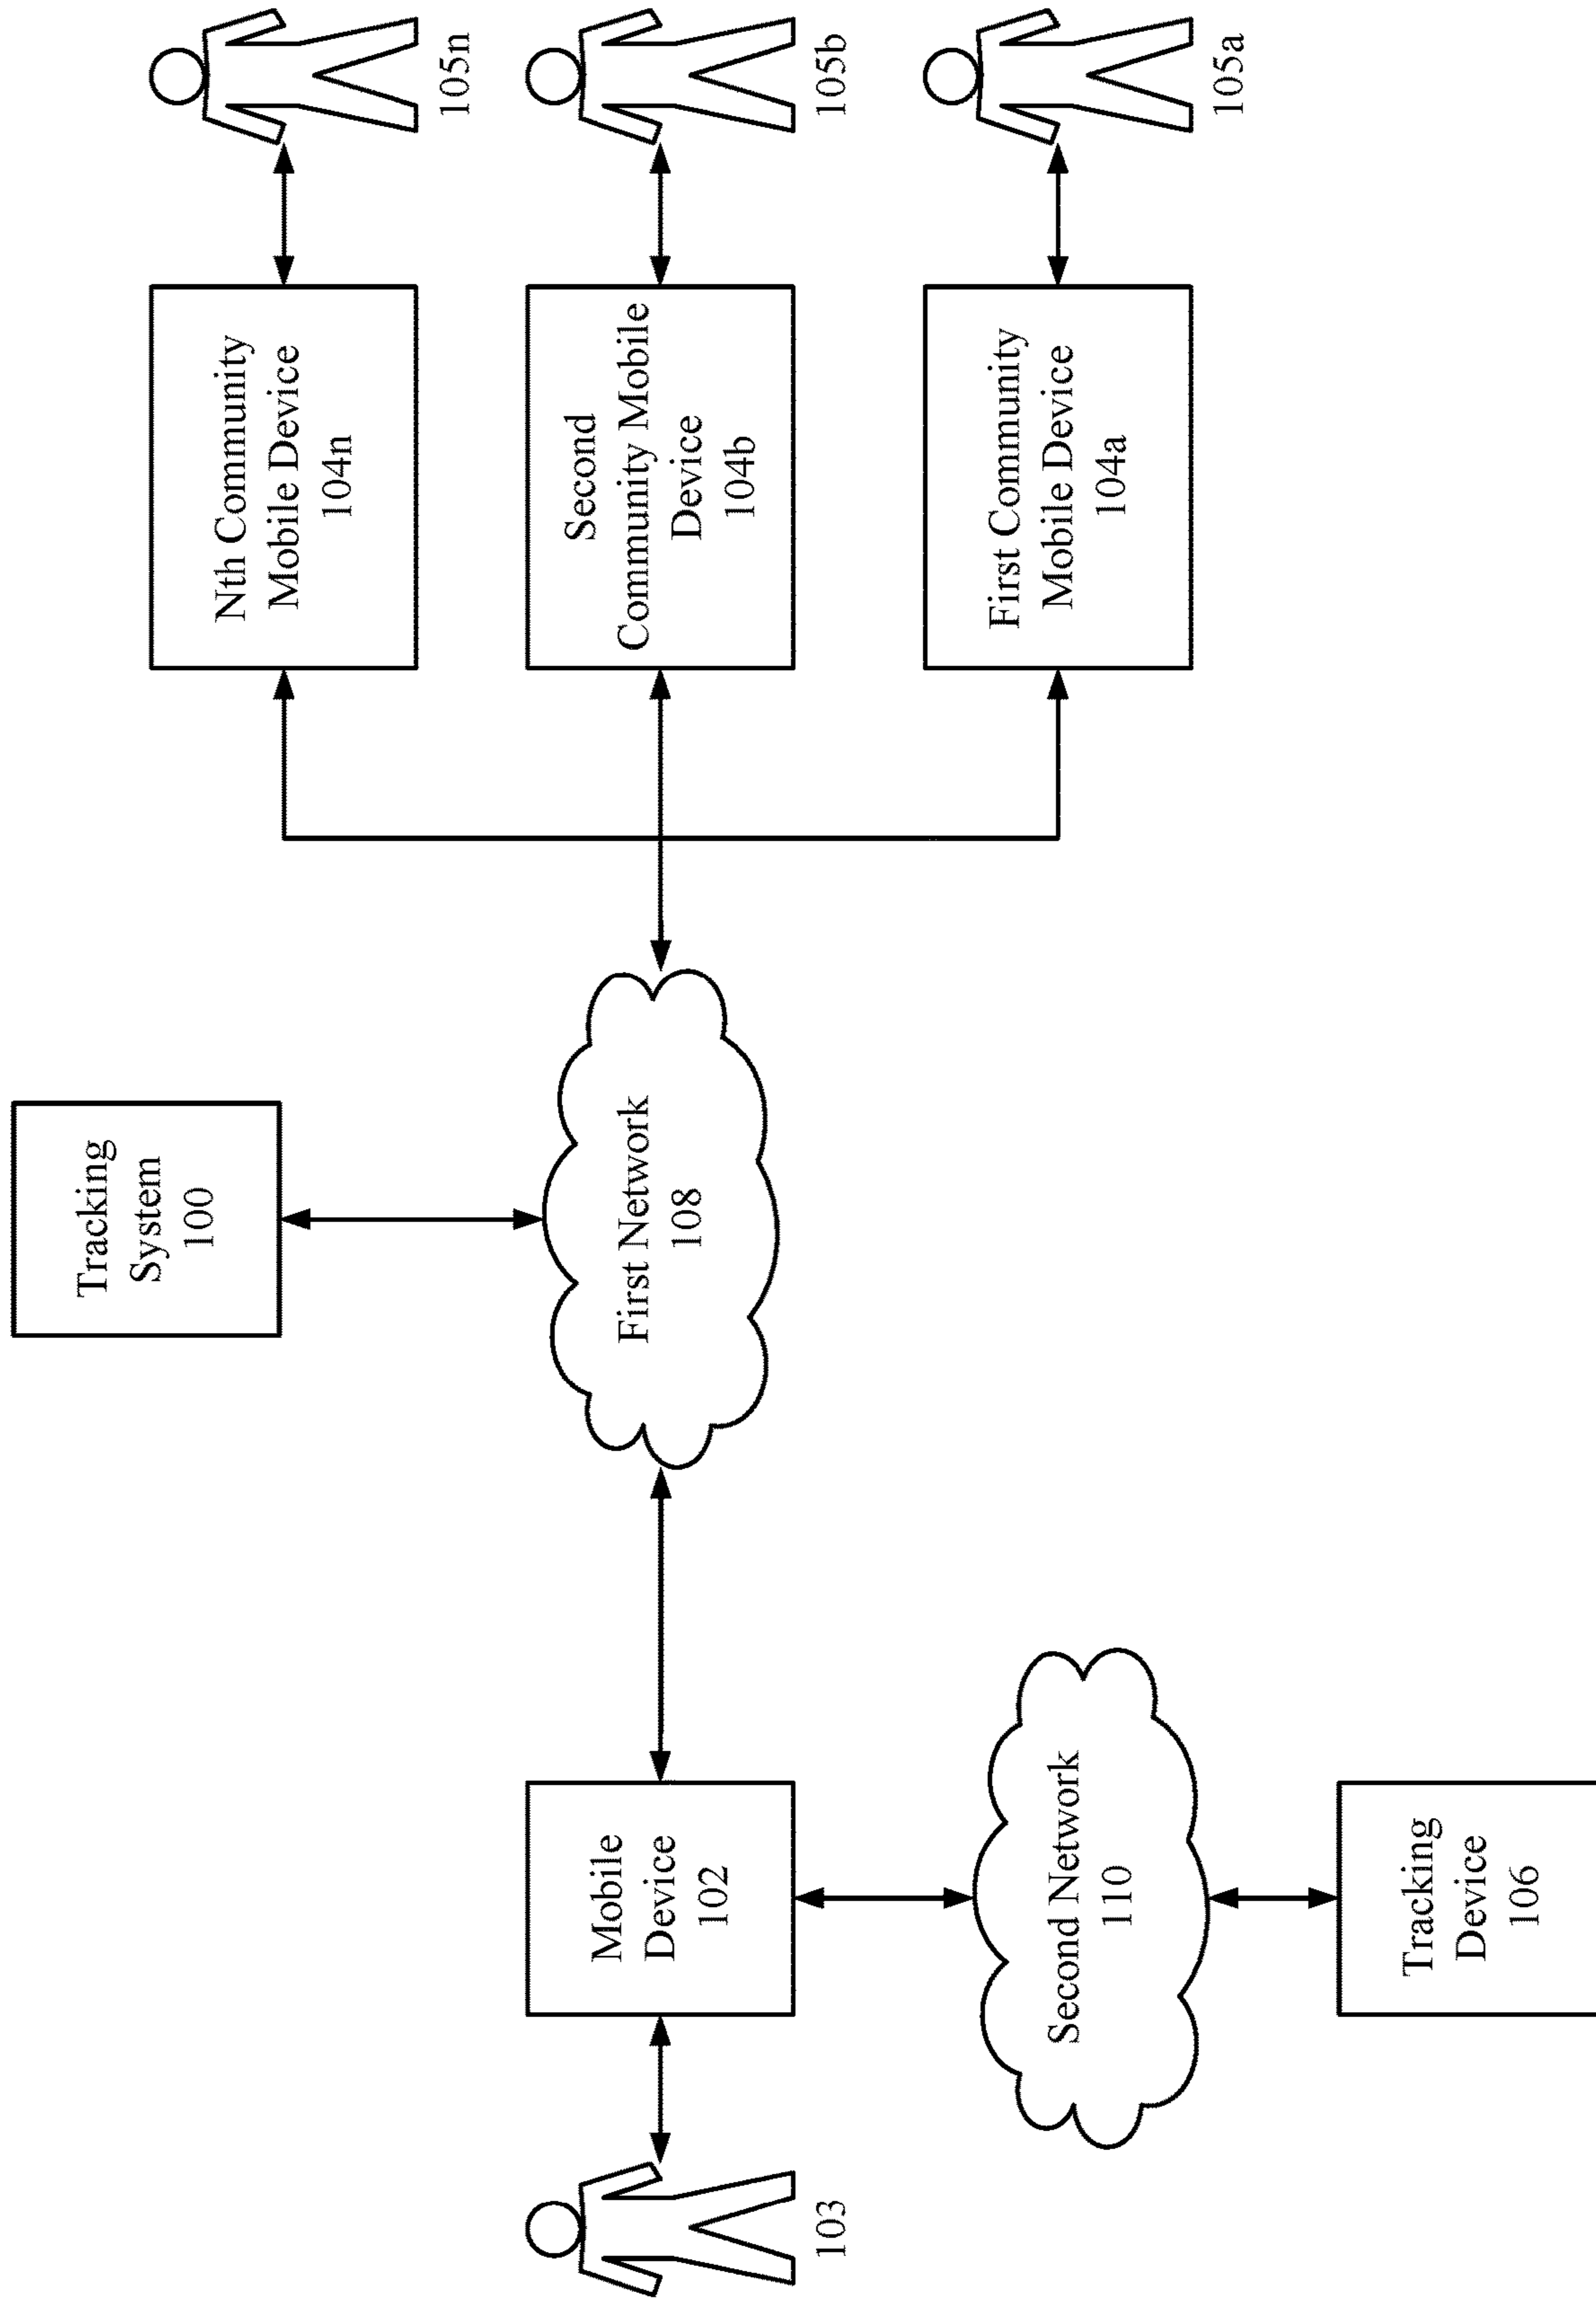 Tracking
System
100
Nth Community
Mobile Device
104n
105n
103
Mobile
Device
102
First Network
108
Second
Community Mobile
Device
104b
105b
Second Network
110
First Community
Mobile Device
104a
105a
Tracking
Device
106